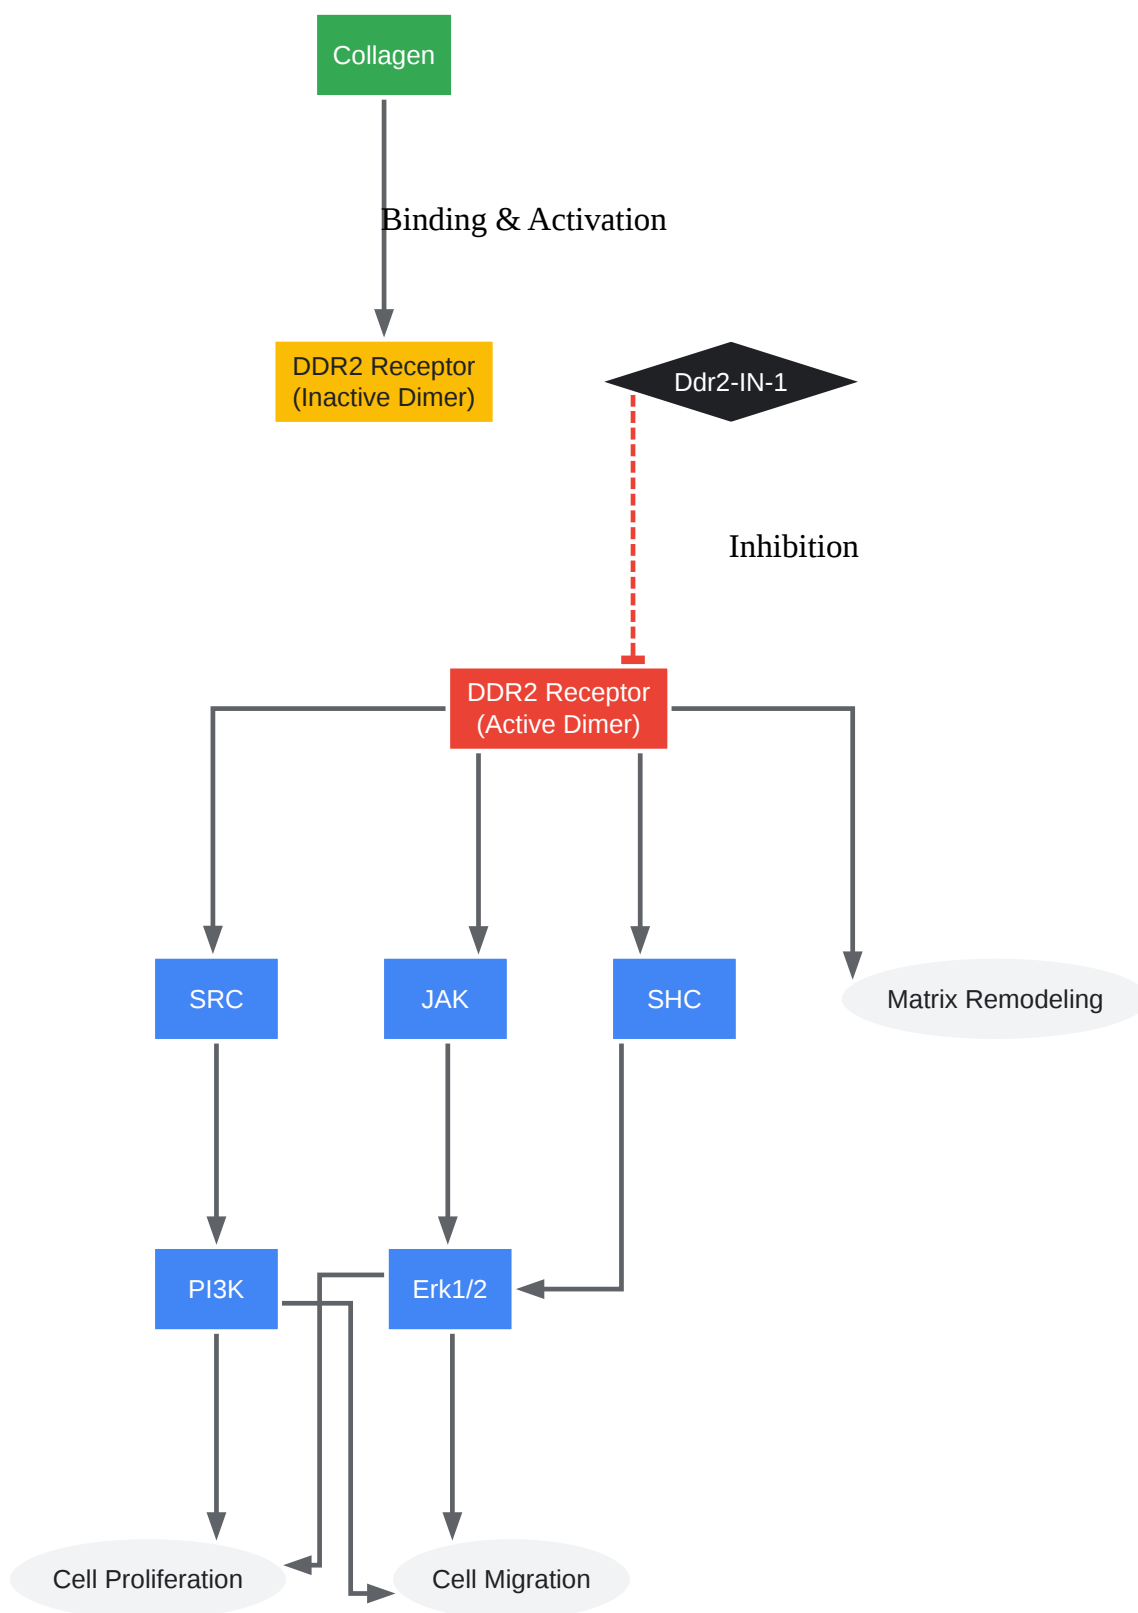 Collagen
Binding & Activation
DDR2 Receptor
(Inactive Dimer)
Ddr2-IN-1
Inhibition
DDR2 Receptor
(Active Dimer)
SRC
JAK
SHC
Matrix Remodeling
PI3K
Erk1/2
Cell Proliferation
Cell Migration